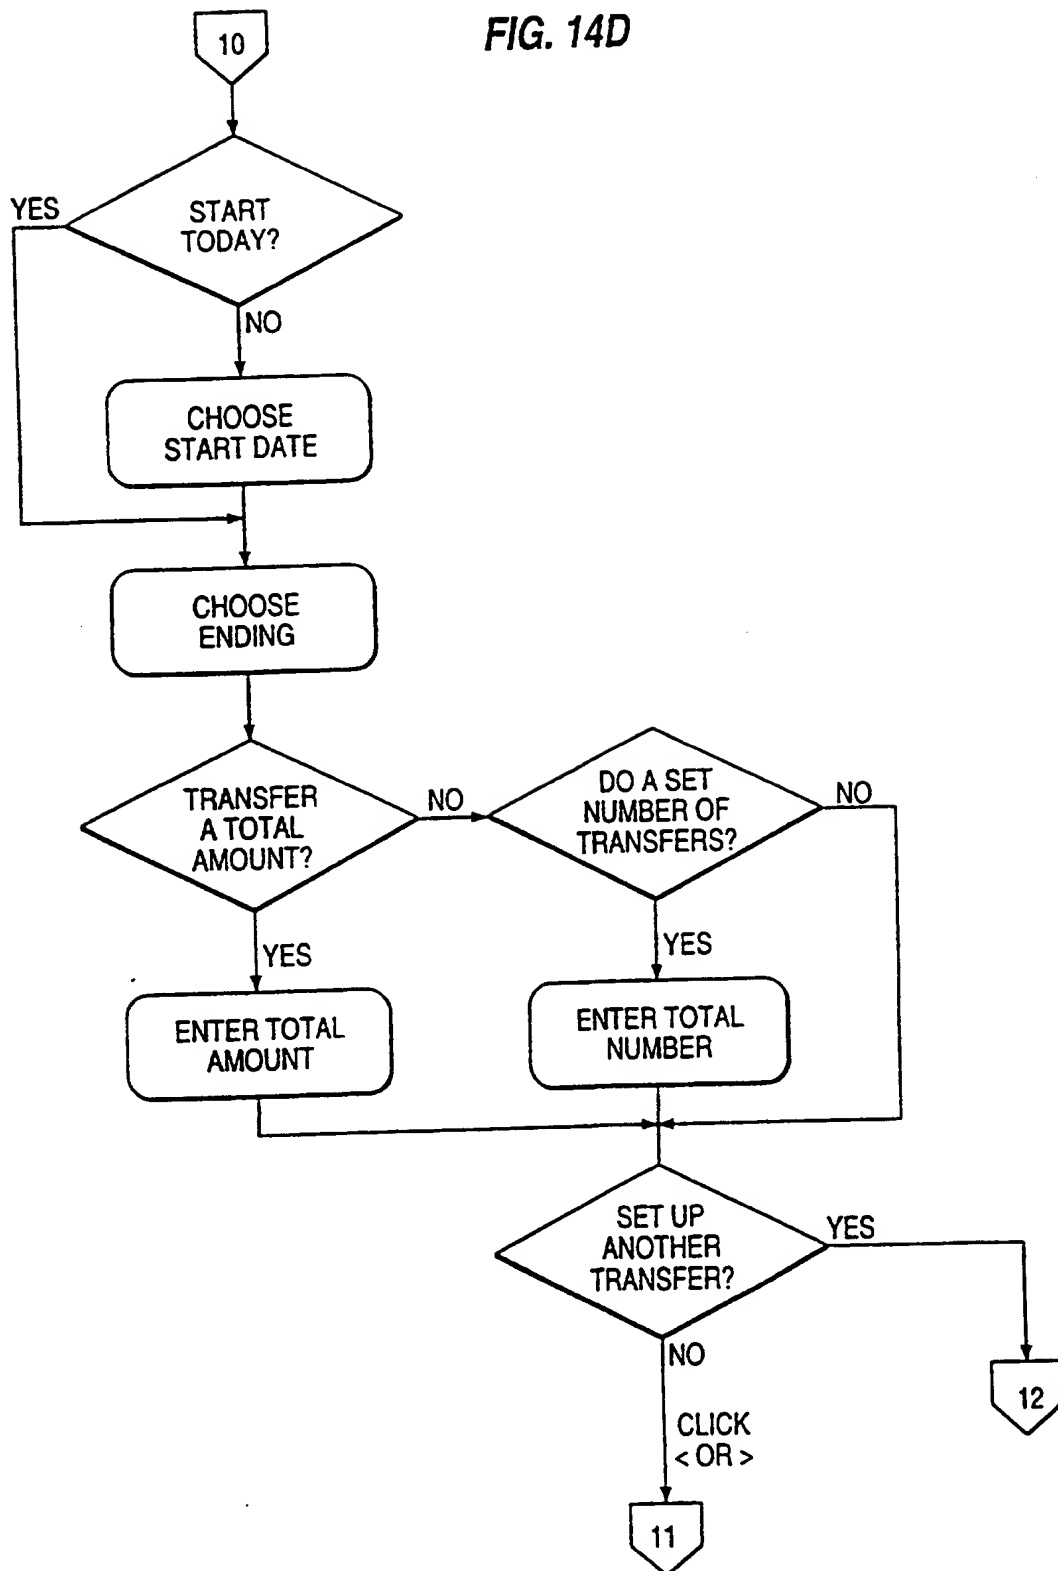 FIG. 14D
10
START
TODAY?
YES
NO
CHOOSE
START DATE
CHOOSE
ENDING
TRANSFER
A TOTAL
AMOUNT?
NO
DO A SET
NUMBER OF
TRANSFERS?
NO
YES
YES
ENTER TOTAL
AMOUNT
ENTER TOTAL
NUMBER
SET UP
ANOTHER
TRANSFER?
YES
NO
12
CLICK
< OR >
11